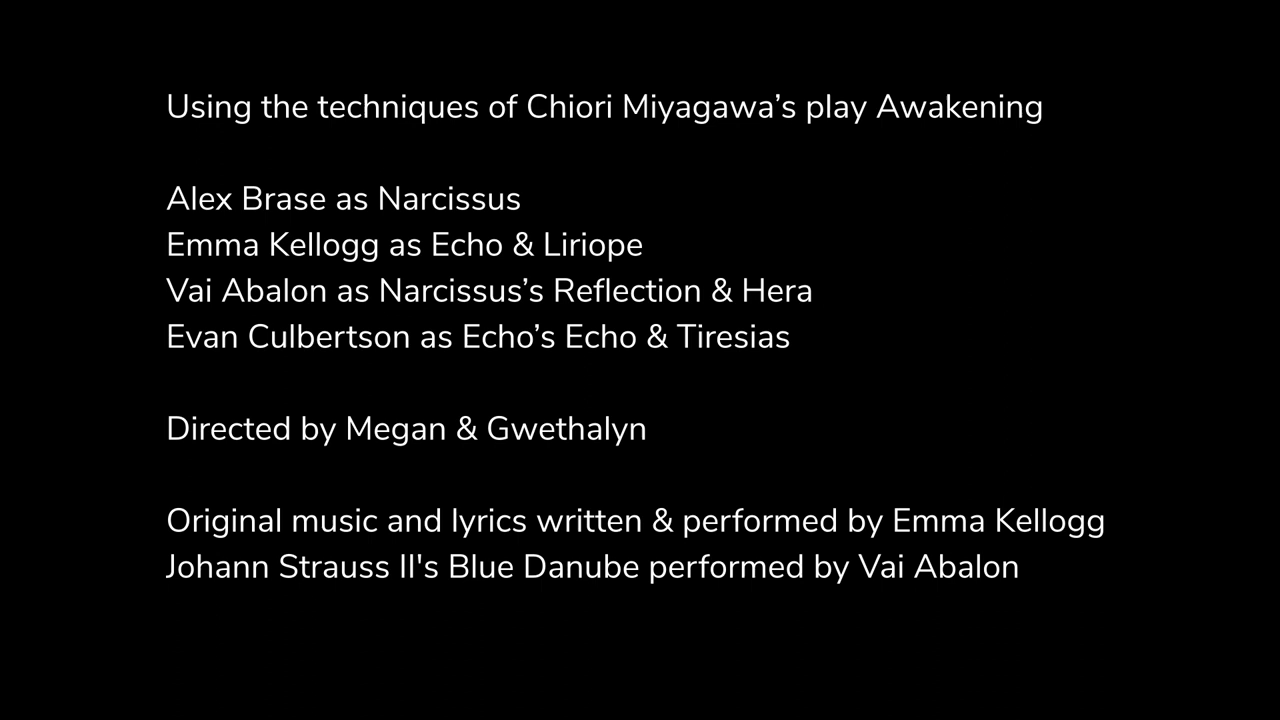 Using the techniques of Chiori Miyagawa’s play Awakening
Alex Brase as Narcissus
Emma Kellogg as Echo & Liriope
Vai Abalon as Narcissus’s Reflection & Hera
Evan Culbertson as Echo’s Echo & Tiresias
Directed by Megan & Gwethalyn
Original music and lyrics written & performed by Emma Kellogg
Johann Strauss II's Blue Danube performed by Vai Abalon